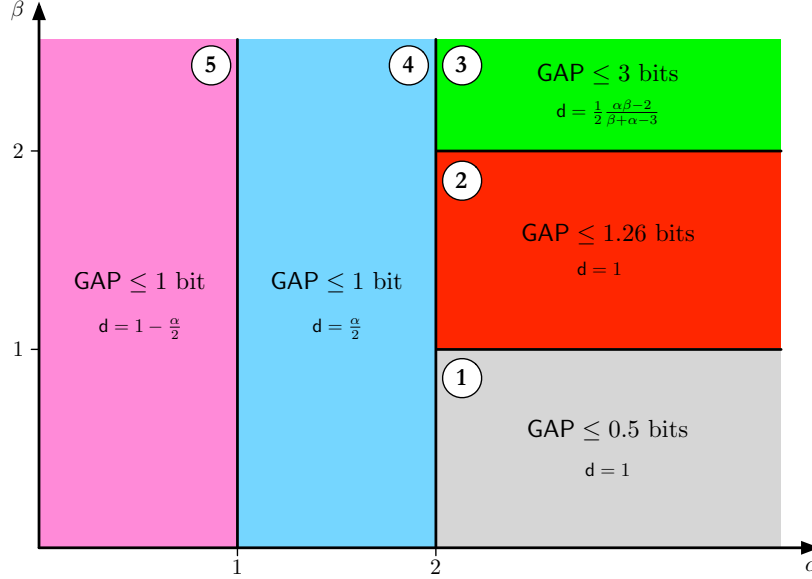 β
5
4
3
GAP ≤ 3 bits
d = 1/2 (αβ−2)/(β+α−3)
2
2
GAP ≤ 1.26 bits
d = 1
GAP ≤ 1 bit
d = 1 − α/2
GAP ≤ 1 bit
d = α/2
1
1
GAP ≤ 0.5 bits
d = 1
1
2